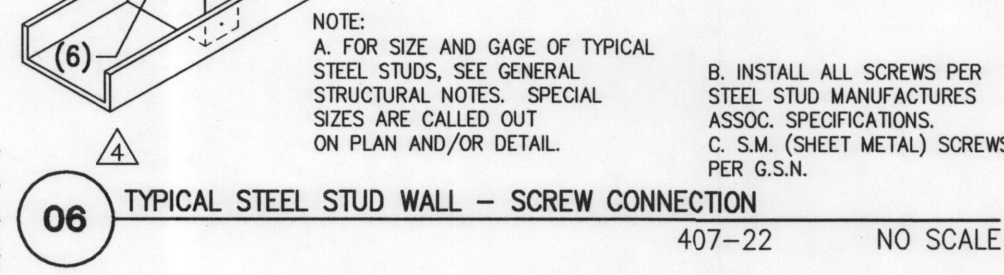 (6)
NOTE:
A. FOR SIZE AND GAGE OF TYPICAL
STEEL STUDS, SEE GENERAL
STRUCTURAL NOTES. SPECIAL
SIZES ARE CALLED OUT
ON PLAN AND/OR DETAIL.
B. INSTALL ALL SCREWS PER
STEEL STUD MANUFACTURES
ASSOC. SPECIFICATIONS.
C. S.M. (SHEET METAL) SCREWS
PER G.S.N.
4
06
TYPICAL STEEL STUD WALL – SCREW CONNECTION
407–22 NO SCALE